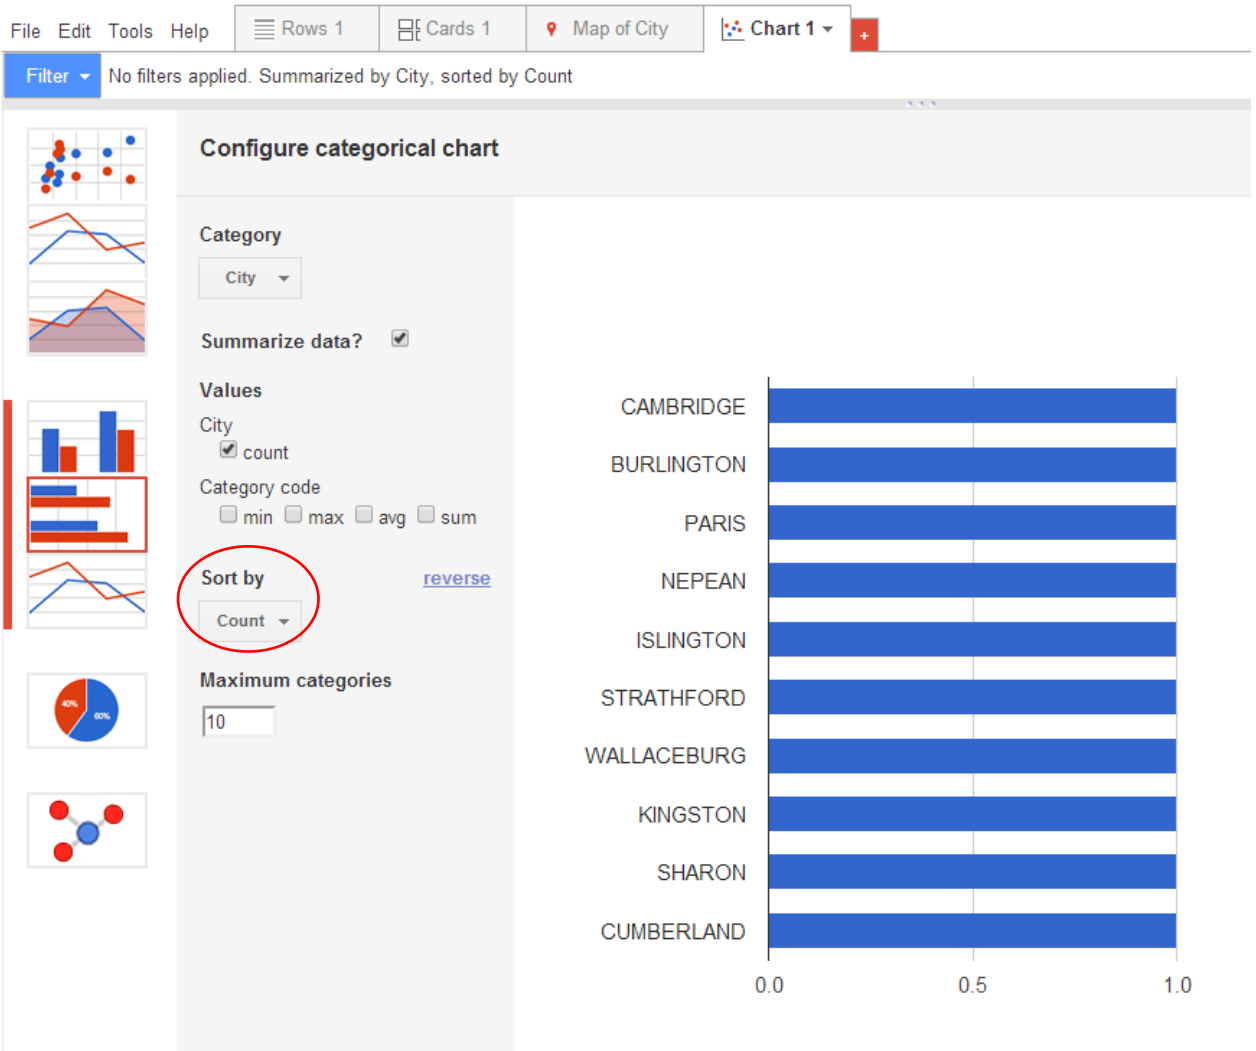 File Edit Tools Help Rows 1 Cards 1 Map of City Chart 1 +
Filter No filters applied. Summarized by City, sorted by Count
Configure categorical chart
Category
City
Summarize data?
Values
City
count
Category code
min max avg sum
Sort by reverse
Count
Maximum categories
10
40%
60%
CAMBRIDGE
BURLINGTON
PARIS
NEPEAN
ISLINGTON
STRATHFORD
WALLACEBURG
KINGSTON
SHARON
CUMBERLAND
0.0 0.5 1.0